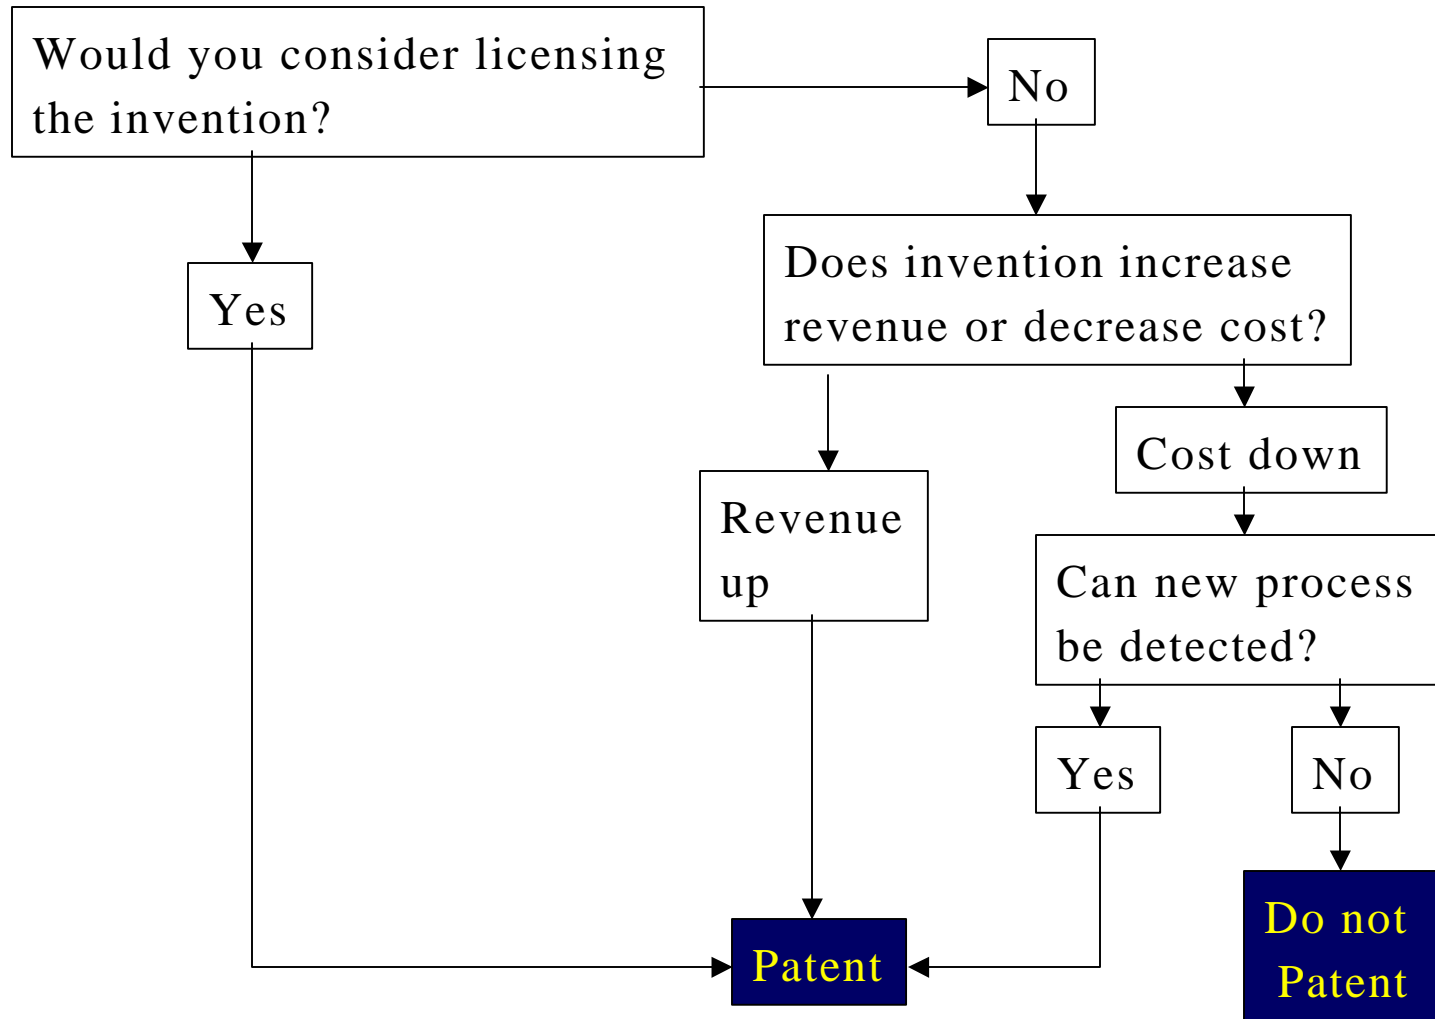 Would you consider licensing
the invention?
No
Yes
Does invention increase
revenue or decrease cost?
Cost down
Revenue
up
Can new process
be detected?
Yes
No
Patent
Do not
Patent